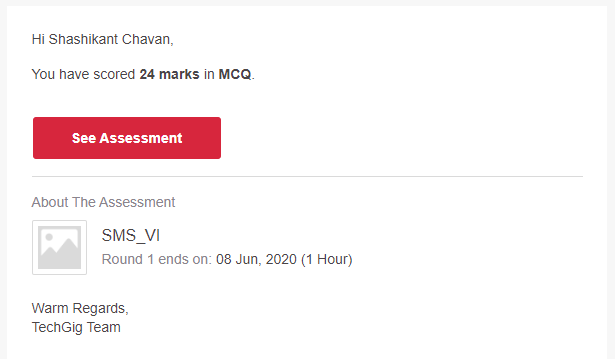 Hi Shashikant Chavan,
You have scored 24 marks in MCQ.
See Assessment
About The Assessment
SMS_VI
Round 1 ends on: 08 Jun, 2020 (1 Hour)
Warm Regards,
TechGig Team